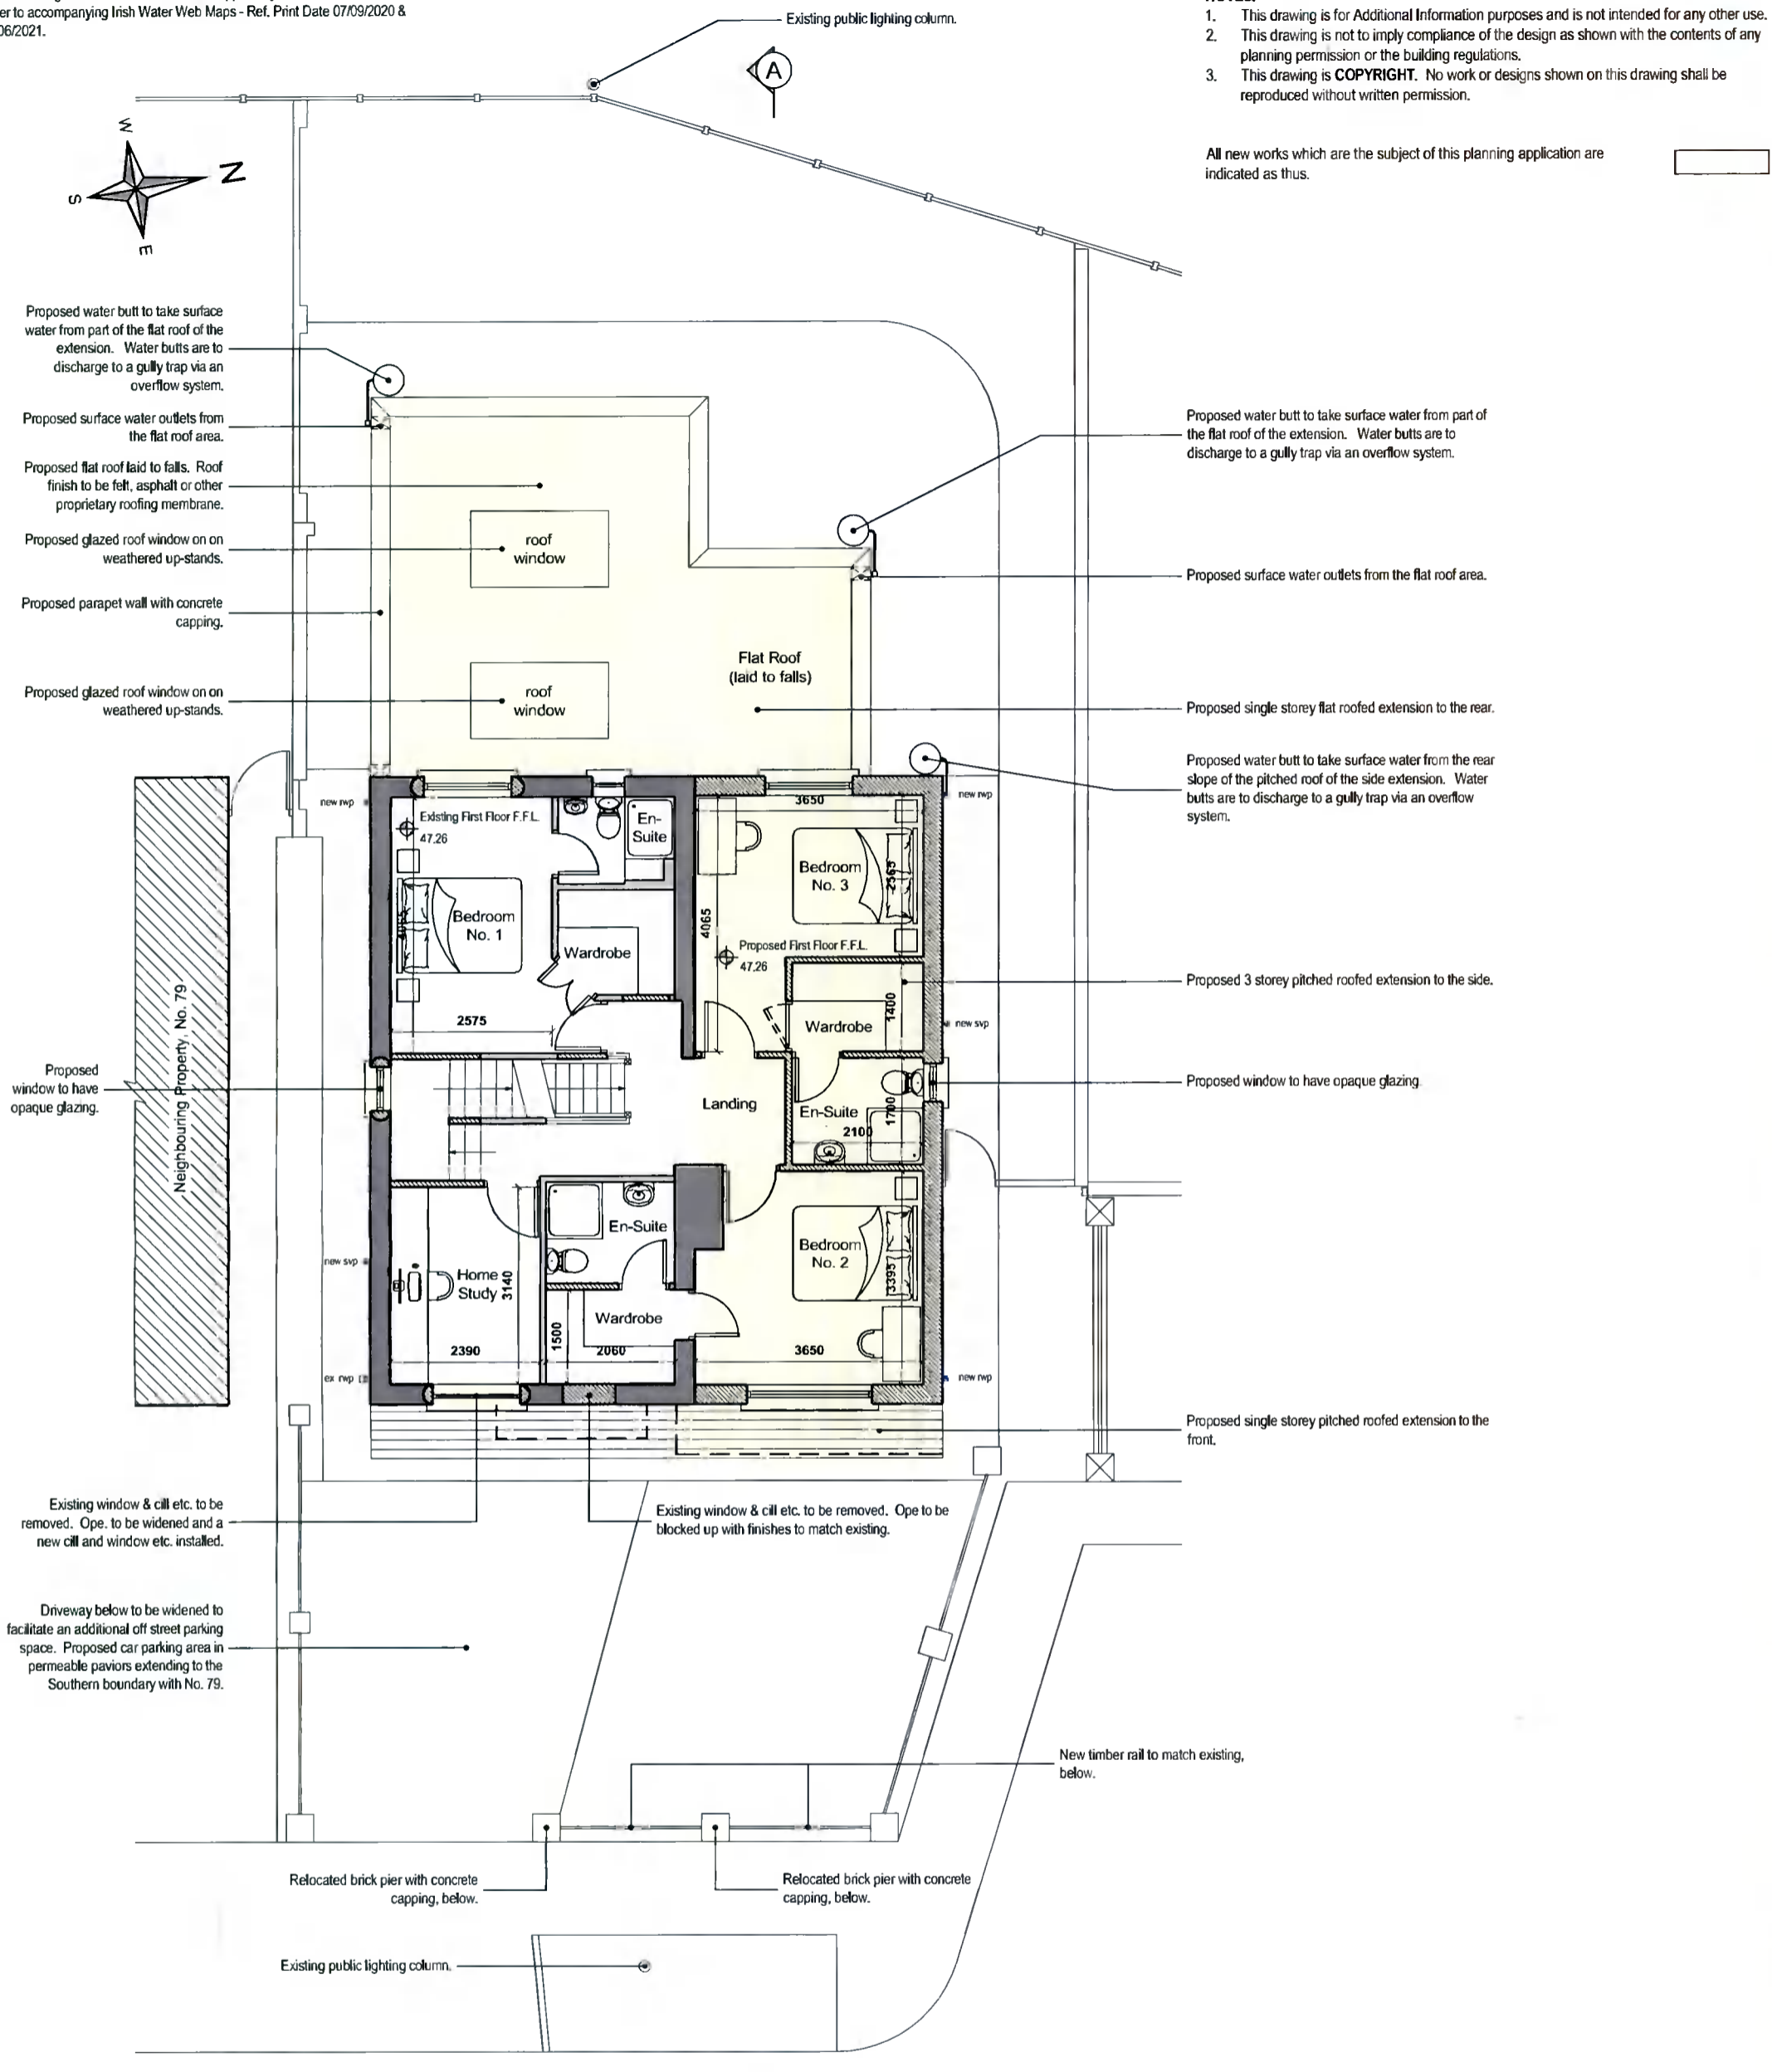 er to accompanying Irish Water Web Maps - Ref. Print Date 07/09/2020 &
06/2021.
Existing public lighting column.
A
1. This drawing is for Additional Information purposes and is not intended for any other use.
2. This drawing is not to imply compliance of the design as shown with the contents of any
planning permission or the building regulations.
3. This drawing is COPYRIGHT. No work or designs shown on this drawing shall be
reproduced without written permission.
All new works which are the subject of this planning application are
indicated as thus.
W
N
S
E
Proposed water butt to take surface
water from part of the flat roof of the
extension. Water butts are to
discharge to a gully trap via an
overflow system.
Proposed surface water outlets from
the flat roof area.
Proposed flat roof laid to falls. Roof
finish to be felt, asphalt or other
proprietary roofing membrane.
Proposed glazed roof window on on
weathered up-stands.
Proposed parapet wall with concrete
capping.
Proposed glazed roof window on on
weathered up-stands.
roof
window
roof
window
Flat Roof
(laid to falls)
Proposed water butt to take surface water from part of
the flat roof of the extension. Water butts are to
discharge to a gully trap via an overflow system.
Proposed surface water outlets from the flat roof area.
Proposed single storey flat roofed extension to the rear.
Proposed water butt to take surface water from the rear
slope of the pitched roof of the side extension. Water
butts are to discharge to a gully trap via an overflow
system.
new rwp
Existing First Floor F.F.L.
47.26
En-
Suite
3650
new rwp
Bedroom
No. 3
2565
Bedroom
No. 1
4065
Wardrobe
Proposed First Floor F.F.L.
47.26
Proposed 3 storey pitched roofed extension to the side.
2575
Wardrobe
1400
new svp
Neighbouring Property, No. 79
Proposed
window to have
opaque glazing.
Landing
En-Suite
1700
2100
Proposed window to have opaque glazing
En-Suite
Bedroom
No. 2
3395
new svp
Home
Study
3140
Wardrobe
1500
2390
2060
3650
ex rwp
new rwp
Proposed single storey pitched roofed extension to the
front.
Existing window & cill etc. to be
removed. Ope. to be widened and a
new cill and window etc. installed.
Existing window & cill etc. to be removed. Ope to be
blocked up with finishes to match existing.
Driveway below to be widened to
facilitate an additional off street parking
space. Proposed car parking area in
permeable paviors extending to the
Southern boundary with No. 79.
New timber rail to match existing,
below.
Relocated brick pier with concrete
capping, below.
Relocated brick pier with concrete
capping, below.
Existing public lighting column.